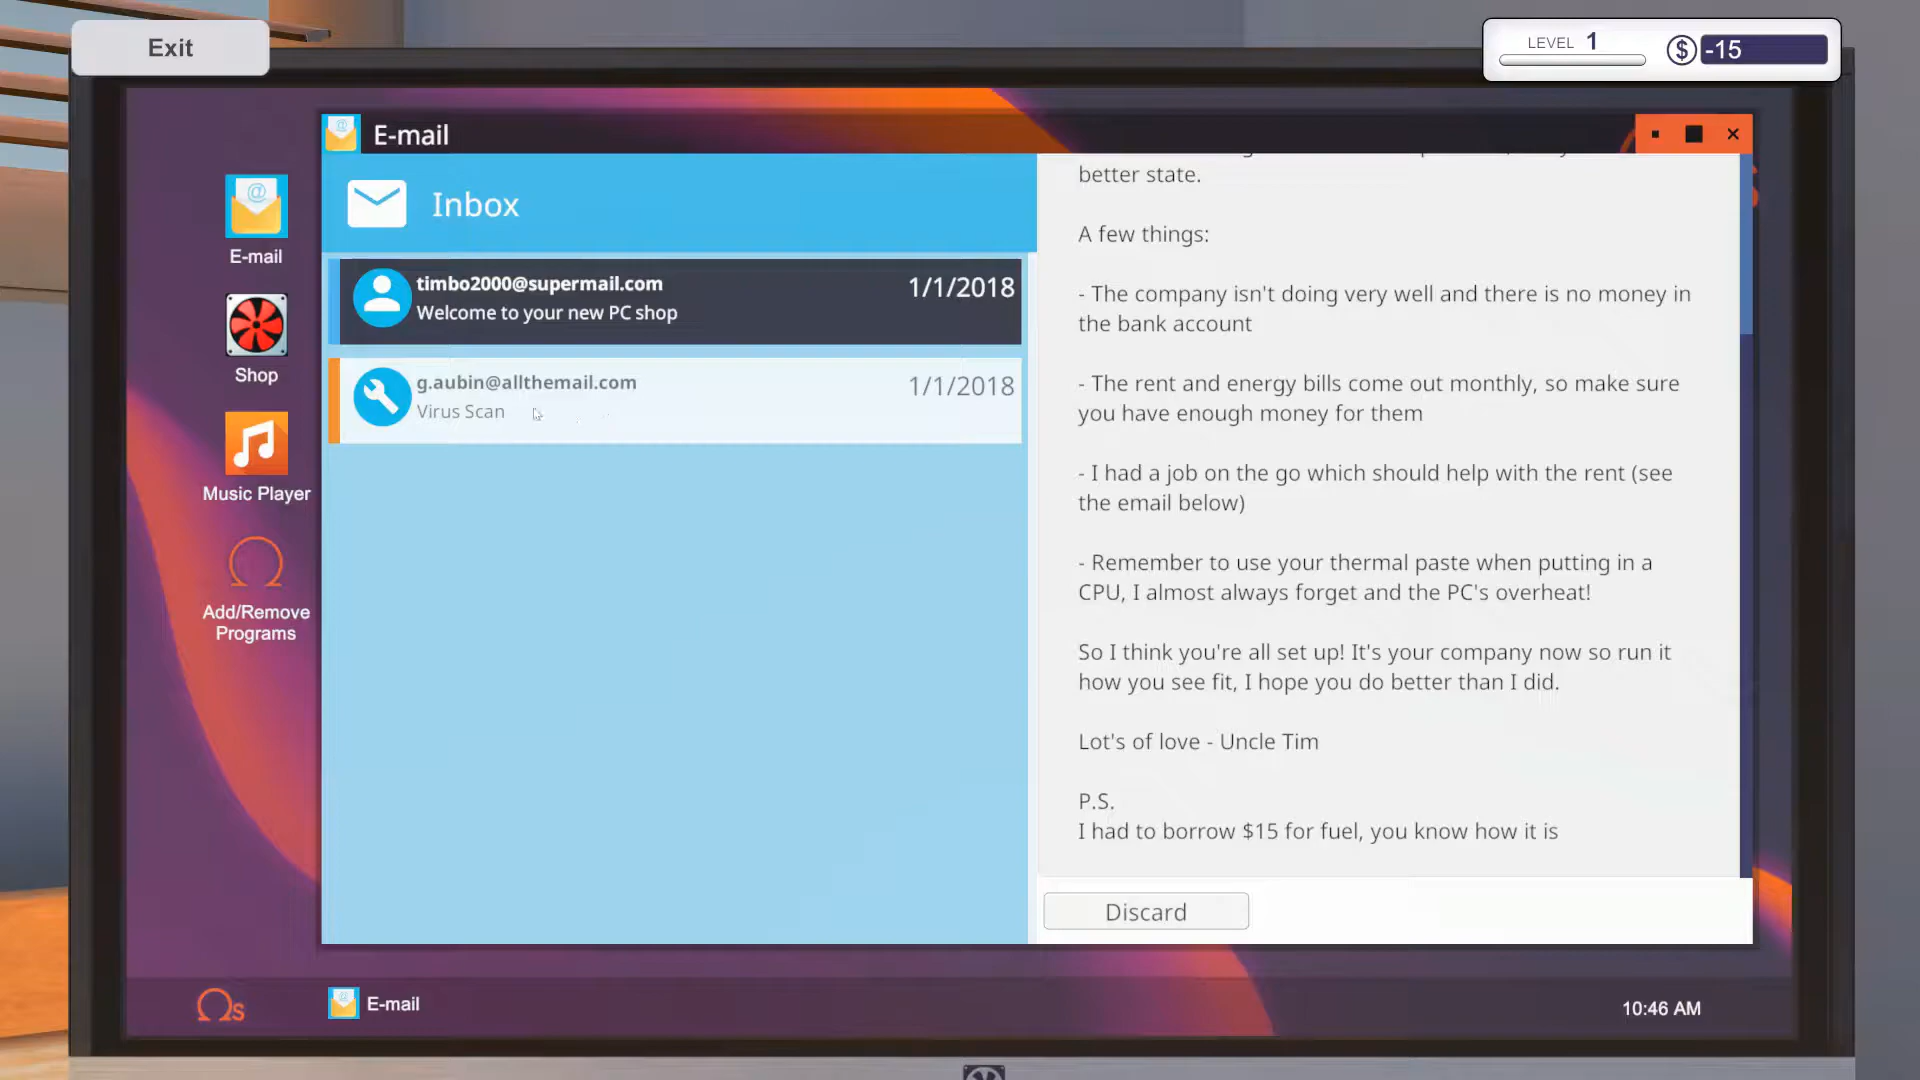 Exit
LEVEL 1
$ -15
E-mail
Inbox
timbo2000@supermail.com
1/1/2018
Welcome to your new PC shop
g.aubin@allthemail.com
1/1/2018
Virus Scan
E-mail
Shop
Music Player
Add/Remove
Programs
better state.
A few things:
- The company isn't doing very well and there is no money in
the bank account
- The rent and energy bills come out monthly, so make sure
you have enough money for them
- I had a job on the go which should help with the rent (see
the email below)
- Remember to use your thermal paste when putting in a
CPU, I almost always forget and the PC's overheat!
So I think you're all set up! It's your company now so run it
how you see fit, I hope you do better than I did.
Lot's of love - Uncle Tim
P.S.
I had to borrow $15 for fuel, you know how it is
Discard
Ωs
E-mail
10:46 AM